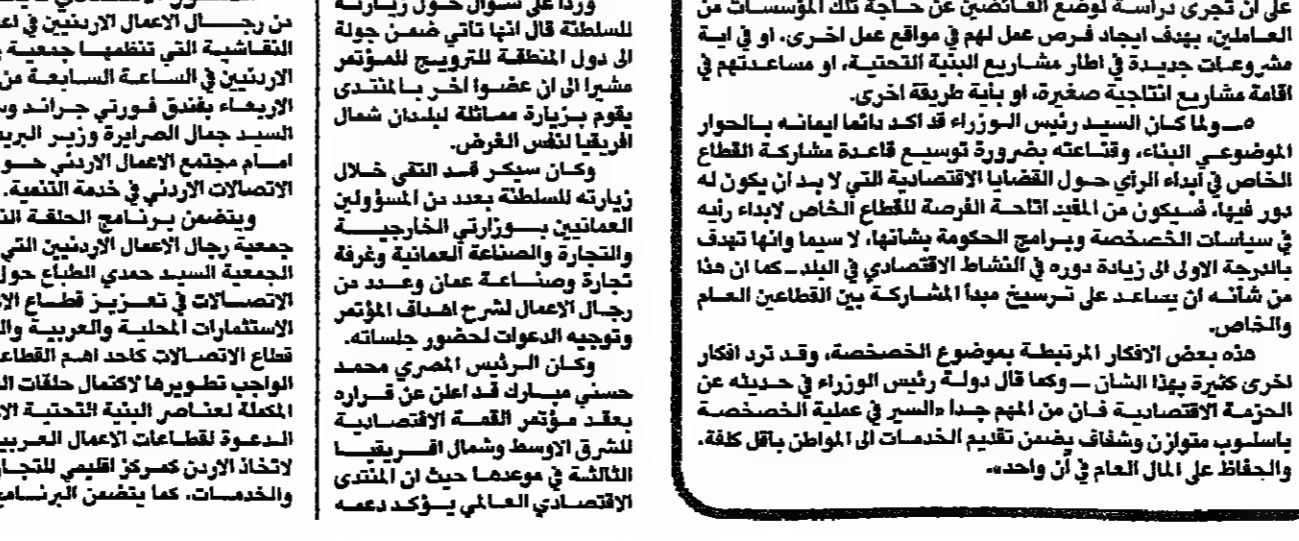 على ان تجرى دراسة لوضع الفائضين عن حاجة تلك المؤسسات من
العاملين، بهدف ايجاد فرص عمل لهم في مواقع عمل اخرى، او في اية
مشروعات جديدة في اطار مشاريع البنية التحتية، او مساعدتهم في
اقامة مشاريع انتاجية صغيرة، او بأية طريقة اخرى.
٥ـ ولما كان السيد رئيس الوزراء قد اكد دائما ايمانه بالحوار
الموضوعي البناء، وقناعته بضرورة توسيع قاعدة مشاركة القطاع
الخاص في ابداء الرأي حول القضايا الاقتصادية التي لا بد ان يكون له
دور فيها، فسيكون من المفيد اتاحة الفرصة للقطاع الخاص لابداء رايه
في سياسات الخصخصة وبرامج الحكومة بشانها، لا سيما وانها تهدف
بالدرجة الاولى الى زيادة دوره في النشاط الاقتصادي في البلد ـ كما ان هذا
من شأنه ان يساعد على ترسيخ مبدأ المشاركة بين القطاعين العام
والخاص.
هذه بعض الافكار المرتبطة بموضوع الخصخصة، وقد ترد افكار
اخرى كثيرة بهذا الشان ـ وكما قال دولة رئيس الوزراء في حديثه عن
الحزمة الاقتصادية فان من المهم جدا «السير في عملية الخصخصة
باسلوب متوازن وشفاف يضمن تقديم الخدمات الى المواطن باقل كلفة،
والحفاظ على المال العام في آن واحد».
وردا على سؤال حول زيارته
للسلطنة قال انها تاتي ضمن جولة
الى دول المنطقة للترويج للمؤتمر
مشيرا الى ان عضوا اخر بالمنتدى
يقوم بزيارة مماثلة لبلدان شمال
افريقيا لنفس الغرض.
وكان سيكر قد التقى خلال
زيارته للسلطنة بعدد من المسؤولين
العمانيين بوزارتي الخارجية
والتجارة والصناعة العمانية وغرفة
تجارة وصناعة عمان وعدد من
رجال الاعمال لشرح اهداف المؤتمر
وتوجيه الدعوات لحضور جلساته.
وكان الرئيس المصري محمد
حسني مبارك قد اعلن عن قراره
بعقد مؤتمر القمة الاقتصادية
للشرق الاوسط وشمال افريقيا
الثالثة في موعدها حيث ان المنتدى
الاقتصادي العالمي يؤكد دعمه
من رجال الاعمال الاردنيين في
النقاشية التي تنظمها جمعية
الاردنيين في الساعة السابعة من
الاربعاء بفندق فورتي جراند
السيد جمال الصرايرة وزير
امام مجتمع الاعمال الاردني
الاتصالات الاردني في خدمة التنمية.
ويتضمن برنامج الحلقة
جمعية رجال الاعمال الاردنيين التي
الجمعية السيد حمدي الطباع حول
الاتصالات في تعزيز قطاع
الاستثمارات المحلية والعربية
قطاع الاتصالات كاحد اهم
الواجب تطويرها لاكتمال حلقات
المكملة لعناصر البنية التحتية
الدعوة لقطاعات الاعمال
لاتخاذ الاردن كمركز اقليمي
والخدمات. كما يتضمن